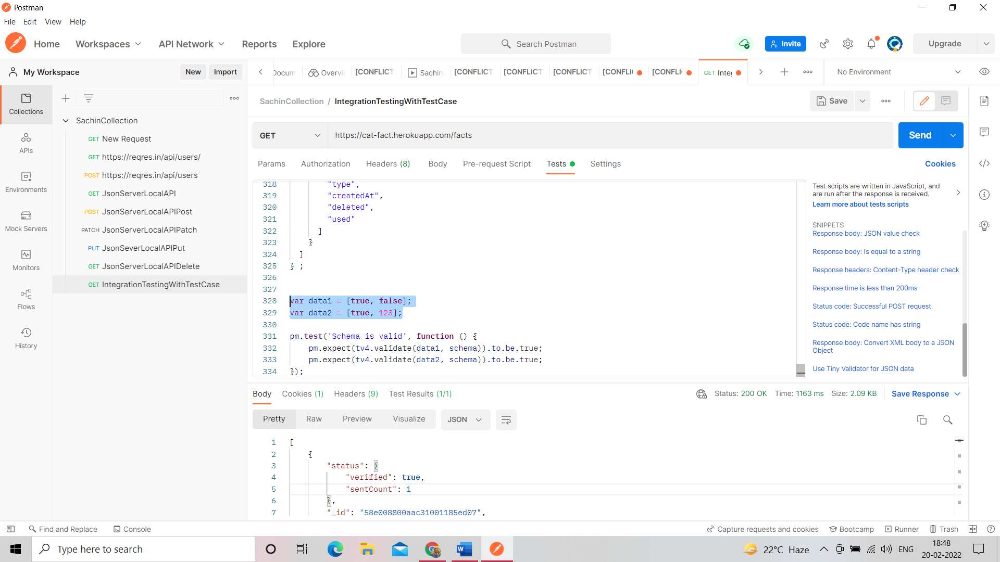 Postman
File Edit View Help
Home Workspaces API Network Reports Explore Search Postman Invite Upgrade
My Workspace New Import
Docum Overvi [CONFLICT Sachin [CONFLICT [CONFLICT [CONFLICT [CONFLI [CONFLI GET Inte No Environment
Collections
APIs
Environments
Mock Servers
Monitors
Flows
History
SachinCollection
GET New Request
GET https://reqres.in/api/users/
POST https://reqres.in/api/users
GET JsonServerLocalAPI
POST JsonServerLocalAPIPost
PATCH JsonServerLocalAPIPatch
PUT JsonSeverLocalAPIPut
GET JsonServerLocalAPIDelete
GET IntegrationTestingWithTestCase
SachinCollection / IntegrationTestingWithTestCase Save
GET https://cat-fact.herokuapp.com/facts Send
Params Authorization Headers (8) Body Pre-request Script Tests Settings Cookies
318 "type",
319 "createdAt",
320 "deleted",
321 "used"
322 ]
323 }
324 ]
325 } ;
326
327
328 var data1 = [true, false];
329 var data2 = [true, 123];
330
331 pm.test('Schema is valid', function () {
332 pm.expect(tv4.validate(data1, schema)).to.be.true;
333 pm.expect(tv4.validate(data2, schema)).to.be.true;
334 });
Test scripts are written in JavaScript, and
are run after the response is received.
Learn more about tests scripts
SNIPPETS
Response body: JSON value check
Response body: Is equal to a string
Response headers: Content-Type header check
Response time is less than 200ms
Status code: Successful POST request
Status code: Code name has string
Response body: Convert XML body to a JSON
Object
Use Tiny Validator for JSON data
Body Cookies (1) Headers (9) Test Results (1/1) Status: 200 OK Time: 1163 ms Size: 2.09 KB Save Response
Pretty Raw Preview Visualize JSON
1 [
2 {
3 "status": {
4 "verified": true,
5 "sentCount": 1
6 },
7 "_id": "58e008800aac31001185ed07",
Find and Replace Console Capture requests and cookies Bootcamp Runner Trash
Type here to search 22°C Haze ENG 18:48
20-02-2022